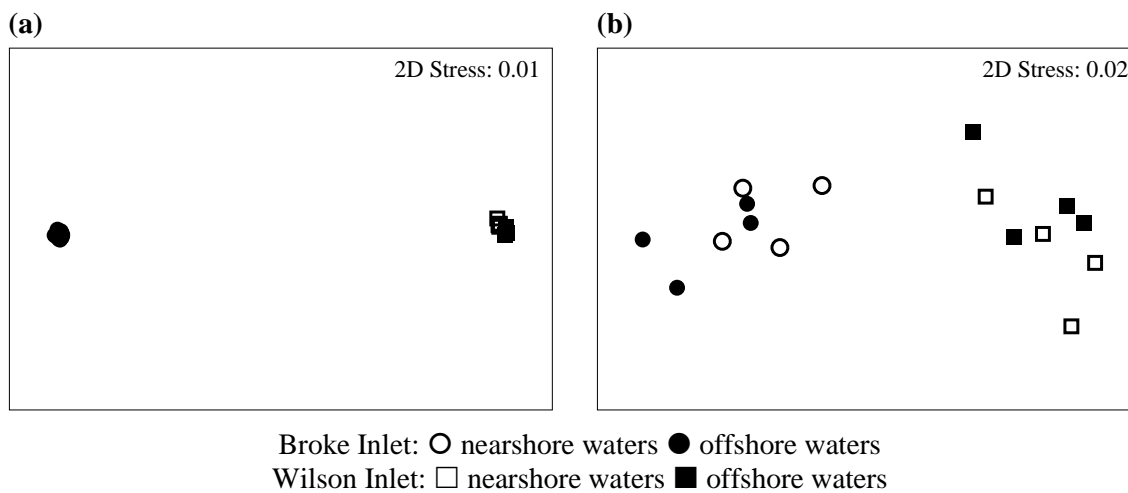 (a)
(b)
2D Stress: 0.01
2D Stress: 0.02
Broke Inlet: nearshore waters offshore waters
Wilson Inlet: nearshore waters offshore waters